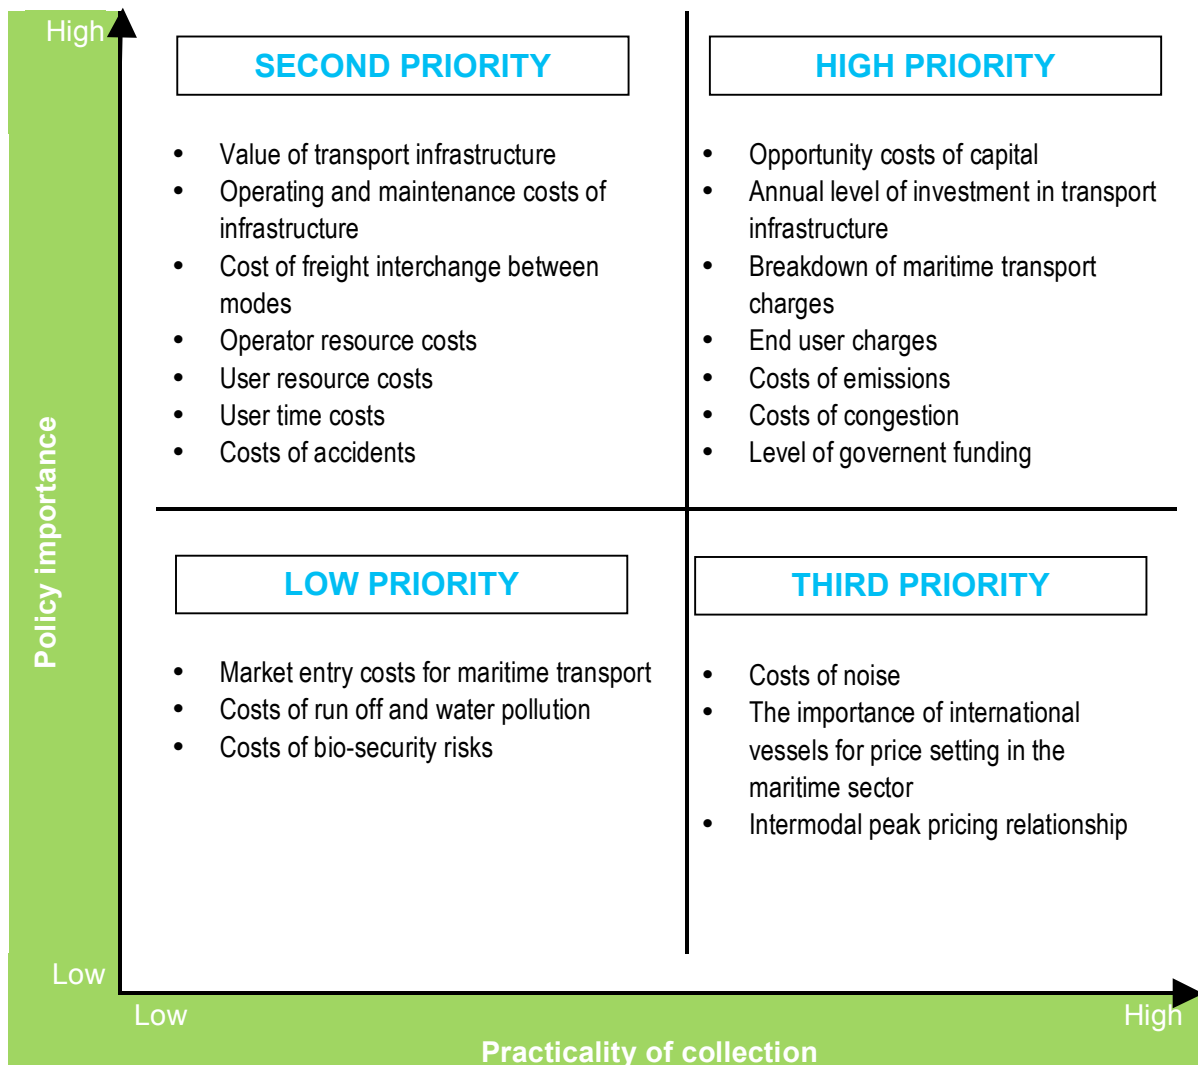 High
SECOND PRIORITY
• Value of transport infrastructure
• Operating and maintenance costs of
infrastructure
• Cost of freight interchange between
modes
• Operator resource costs
• User resource costs
• User time costs
• Costs of accidents
HIGH PRIORITY
• Opportunity costs of capital
• Annual level of investment in transport
infrastructure
• Breakdown of maritime transport
charges
• End user charges
• Costs of emissions
• Costs of congestion
• Level of governent funding
Policy importance
LOW PRIORITY
• Market entry costs for maritime transport
• Costs of run off and water pollution
• Costs of bio-security risks
THIRD PRIORITY
• Costs of noise
• The importance of international
vessels for price setting in the
maritime sector
• Intermodal peak pricing relationship
Low
Low
High
Practicality of collection